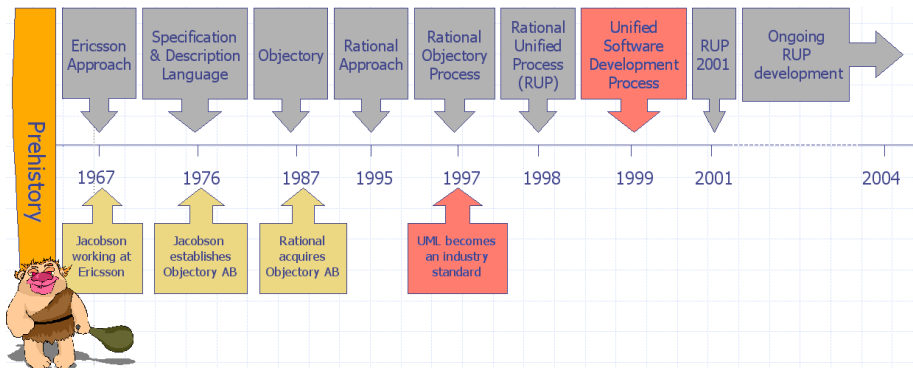 Prehistory
Ericsson
Approach
Specification
& Description
Language
Objectory
Rational
Approach
Rational
Objectory
Process
Rational
Unified
Process
(RUP)
Unified
Software
Development
Process
RUP
2001
Ongoing
RUP
development
1967
1976
1987
1995
1997
1998
1999
2001
2004
Jacobson
working at
Ericsson
Jacobson
establishes
Objectory AB
Rational
acquires
Objectory AB
UML becomes
an industry
standard